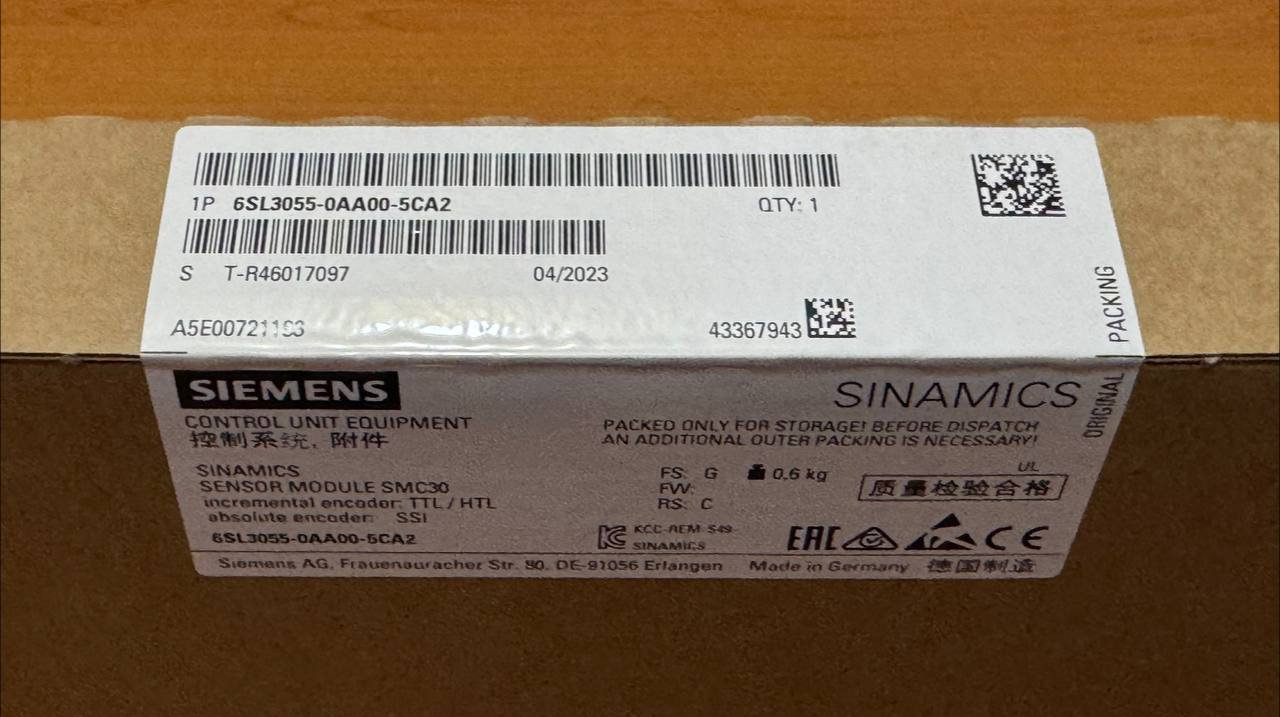 1P 6SL3055-0AA00-5CA2 QTY: 1
S T-R46017097 04/2023
A5E00721193 43367943
PACKING
ORIGINAL
SIEMENS SINAMICS
CONTROL UNIT EQUIPMENT
控制系统, 附件
PACKED ONLY FOR STORAGE! BEFORE DISPATCH
AN ADDITIONAL OUTER PACKING IS NECESSARY!
SINAMICS
SENSOR MODULE SMC30
incremental encoder: TTL / HTL
absolute encoder: SSI
6SL3055-0AA00-5CA2
FS: G 0,6 kg
FW:
RS: C
UL
质量检验合格
KCC-REM-S49-
SINAMICS
EAC CE
Siemens AG, Frauenauracher Str. 80, DE-91056 Erlangen Made in Germany 德国制造